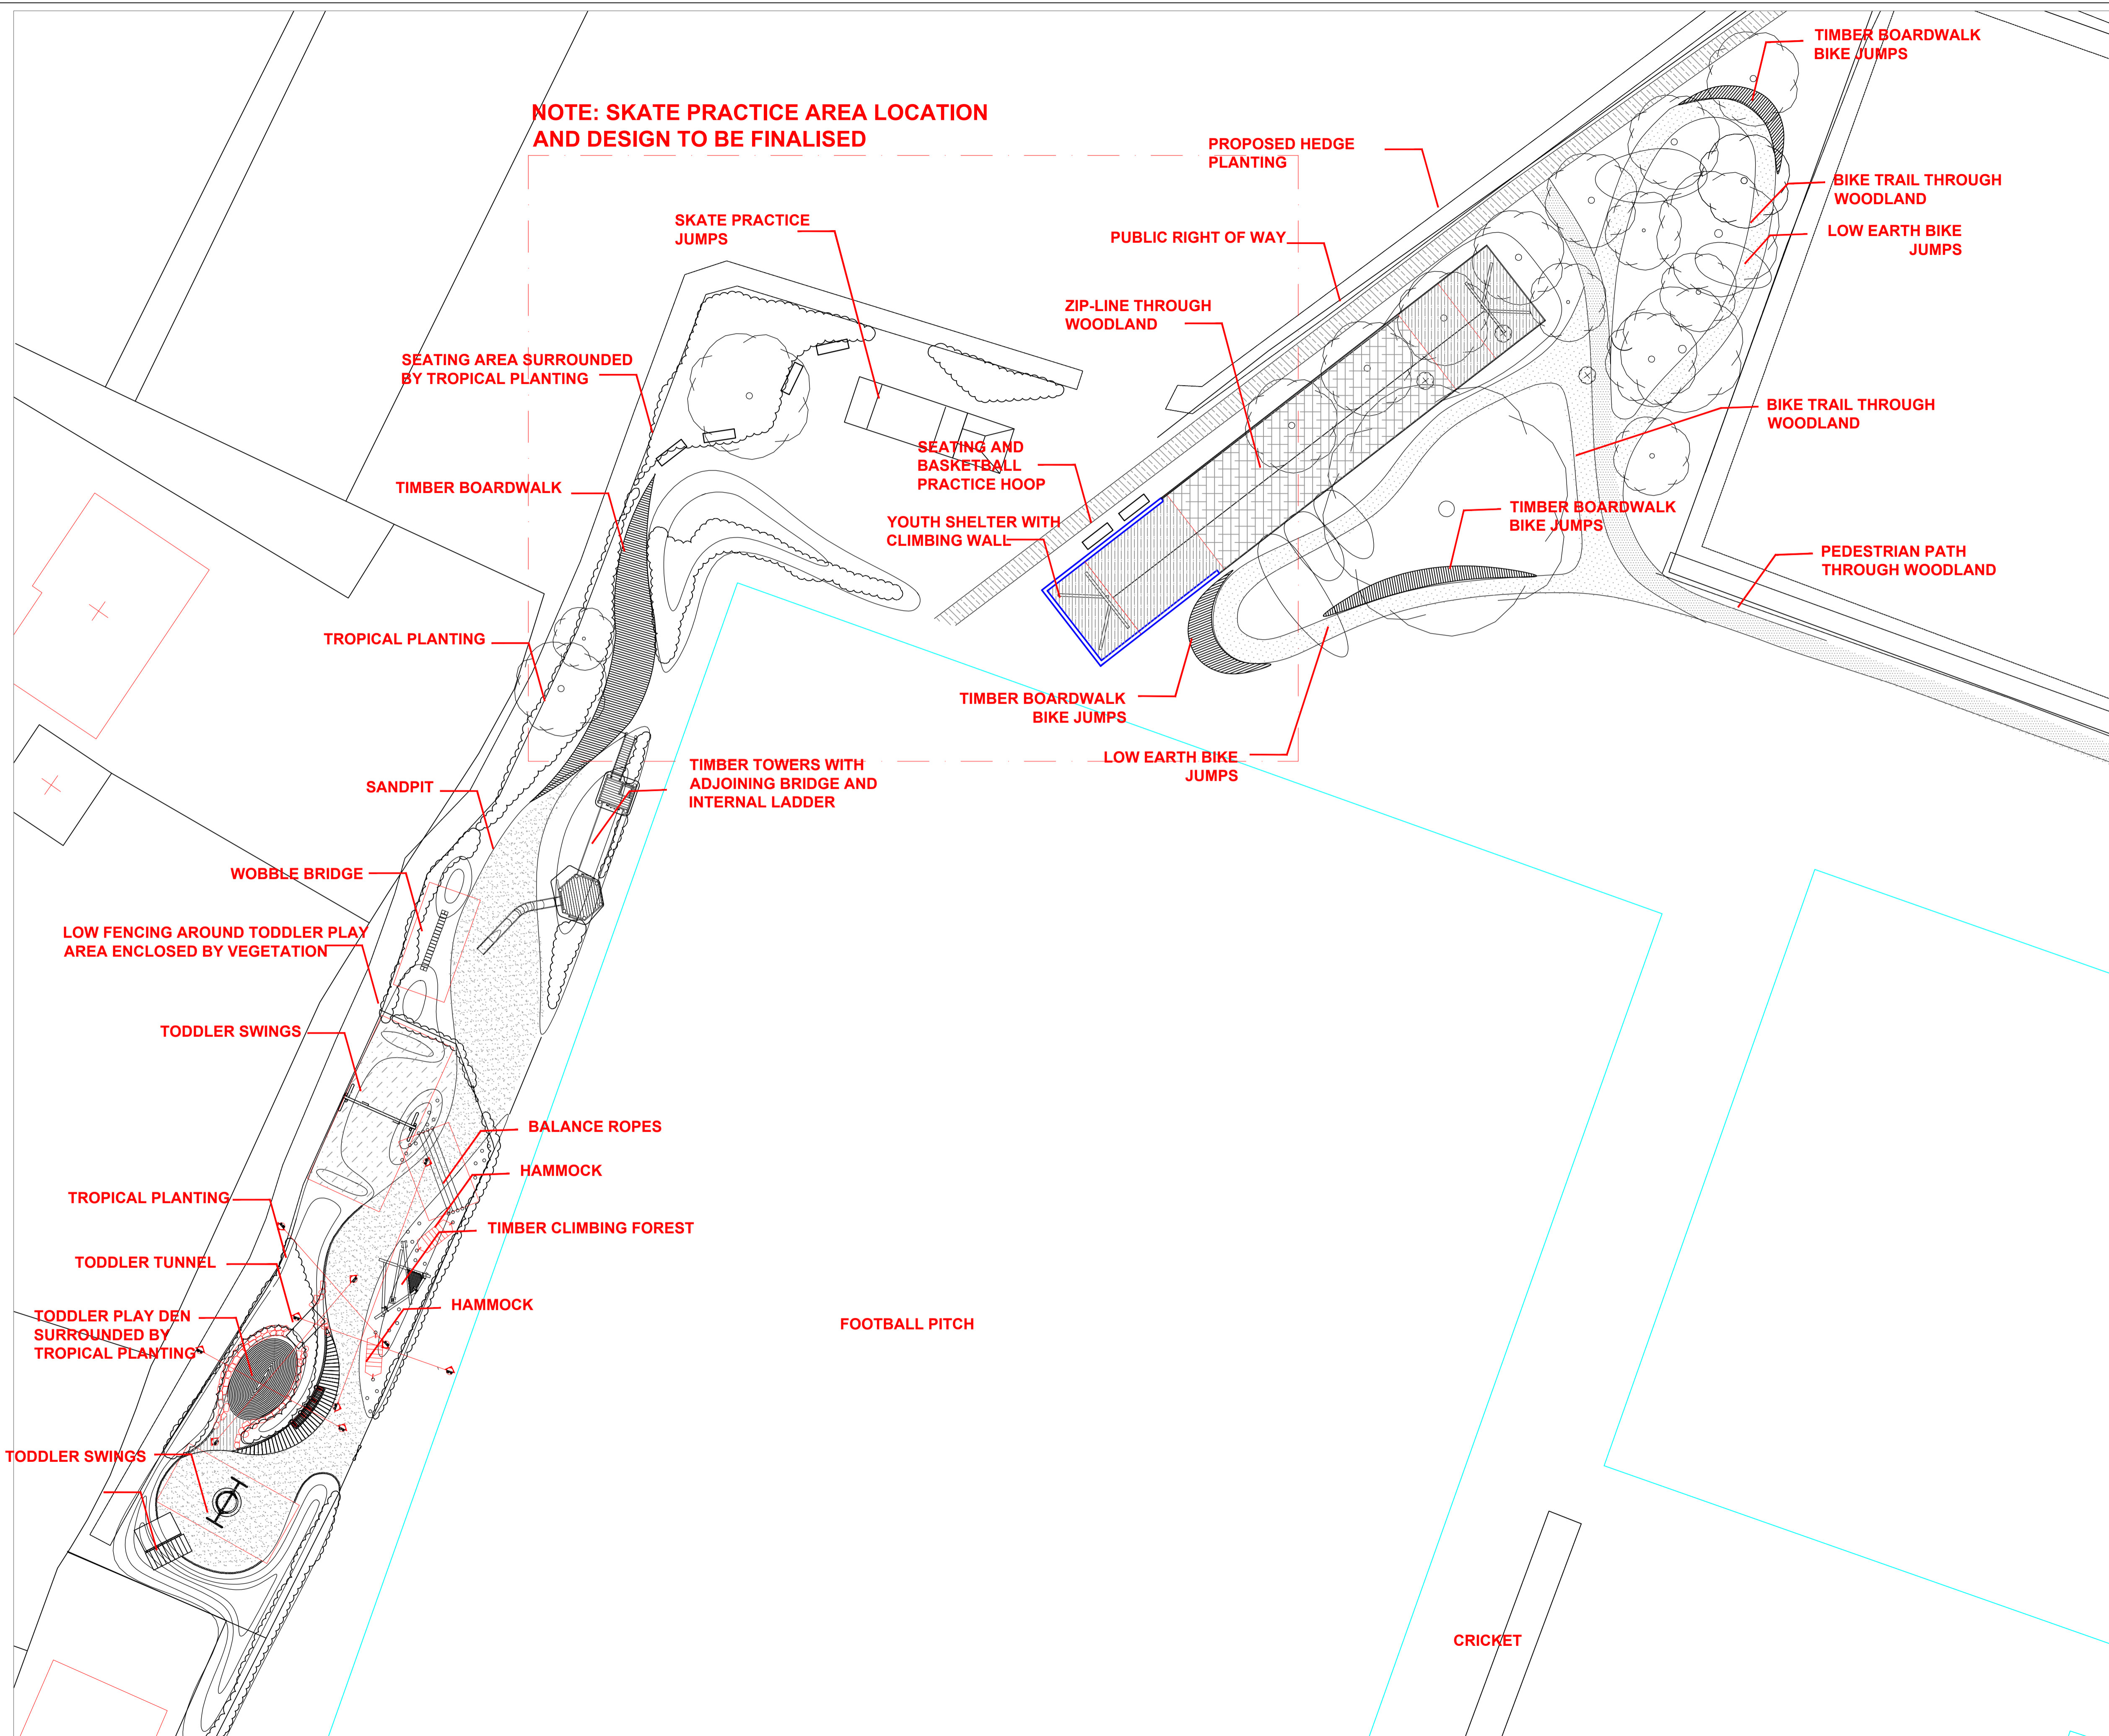 TIMBER BOARDWALK
BIKE JUMPS
NOTE: SKATE PRACTICE AREA LOCATION
AND DESIGN TO BE FINALISED
PROPOSED HEDGE
PLANTING
BIKE TRAIL THROUGH
WOODLAND
SKATE PRACTICE
JUMPS
PUBLIC RIGHT OF WAY
LOW EARTH BIKE
JUMPS
ZIP-LINE THROUGH
WOODLAND
SEATING AREA SURROUNDED
BY TROPICAL PLANTING
BIKE TRAIL THROUGH
WOODLAND
SEATING AND
BASKETBALL
PRACTICE HOOP
TIMBER BOARDWALK
YOUTH SHELTER WITH
CLIMBING WALL
TIMBER BOARDWALK
BIKE JUMPS
PEDESTRIAN PATH
THROUGH WOODLAND
TROPICAL PLANTING
TIMBER BOARDWALK
BIKE JUMPS
LOW EARTH BIKE
JUMPS
TIMBER TOWERS WITH
ADJOINING BRIDGE AND
INTERNAL LADDER
SANDPIT
WOBBLE BRIDGE
LOW FENCING AROUND TODDLER PLAY
AREA ENCLOSED BY VEGETATION
TODDLER SWINGS
BALANCE ROPES
HAMMOCK
TROPICAL PLANTING
TIMBER CLIMBING FOREST
TODDLER TUNNEL
HAMMOCK
TODDLER PLAY DEN
SURROUNDED BY
TROPICAL PLANTING
FOOTBALL PITCH
TODDLER SWINGS
CRICKET